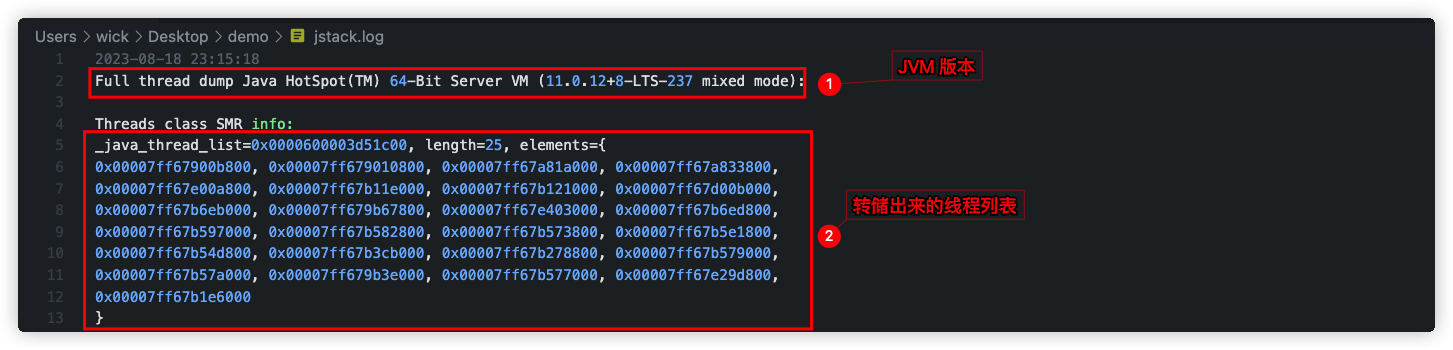 Users > wick > Desktop > demo > jstack.log
1 2023-08-18 23:15:18
2 Full thread dump Java HotSpot(TM) 64-Bit Server VM (11.0.12+8-LTS-237 mixed mode):
JVM 版本
1
3
4 Threads class SMR info:
5 _java_thread_list=0x0000600003d51c00, length=25, elements={
6 0x00007ff67900b800, 0x00007ff679010800, 0x00007ff67a81a000, 0x00007ff67a833800,
7 0x00007ff67e00a800, 0x00007ff67b11e000, 0x00007ff67b121000, 0x00007ff67d00b000,
8 0x00007ff67b6eb000, 0x00007ff679b67800, 0x00007ff67e403000, 0x00007ff67b6ed800,
转储出来的线程列表
9 0x00007ff67b597000, 0x00007ff67b582800, 0x00007ff67b573800, 0x00007ff67b5e1800,
2
10 0x00007ff67b54d800, 0x00007ff67b3cb000, 0x00007ff67b278800, 0x00007ff67b579000,
11 0x00007ff67b57a000, 0x00007ff679b3e000, 0x00007ff67b577000, 0x00007ff67e29d800,
12 0x00007ff67b1e6000
13 }